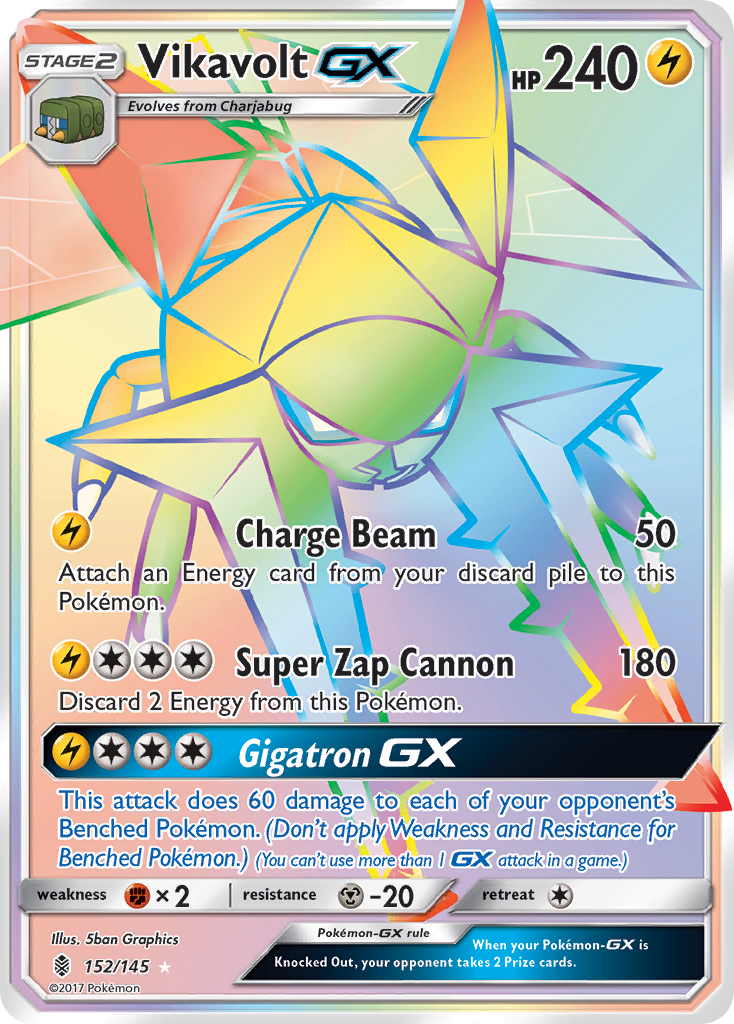 STAGE2 Vikavolt GX HP240
Evolves from Charjabug
Charge Beam 50
Attach an Energy card from your discard pile to this
Pokémon.
Super Zap Cannon 180
Discard 2 Energy from this Pokémon.
Gigatron GX
This attack does 60 damage to each of your opponent's
Benched Pokémon. (Don't apply Weakness and Resistance for
Benched Pokémon.) (You can't use more than 1 GX attack in a game.)
weakness ×2 resistance -20 retreat
Illus. 5ban Graphics
152/145
©2017 Pokémon
Pokémon-GX rule
When your Pokémon-GX is
Knocked Out, your opponent takes 2 Prize cards.